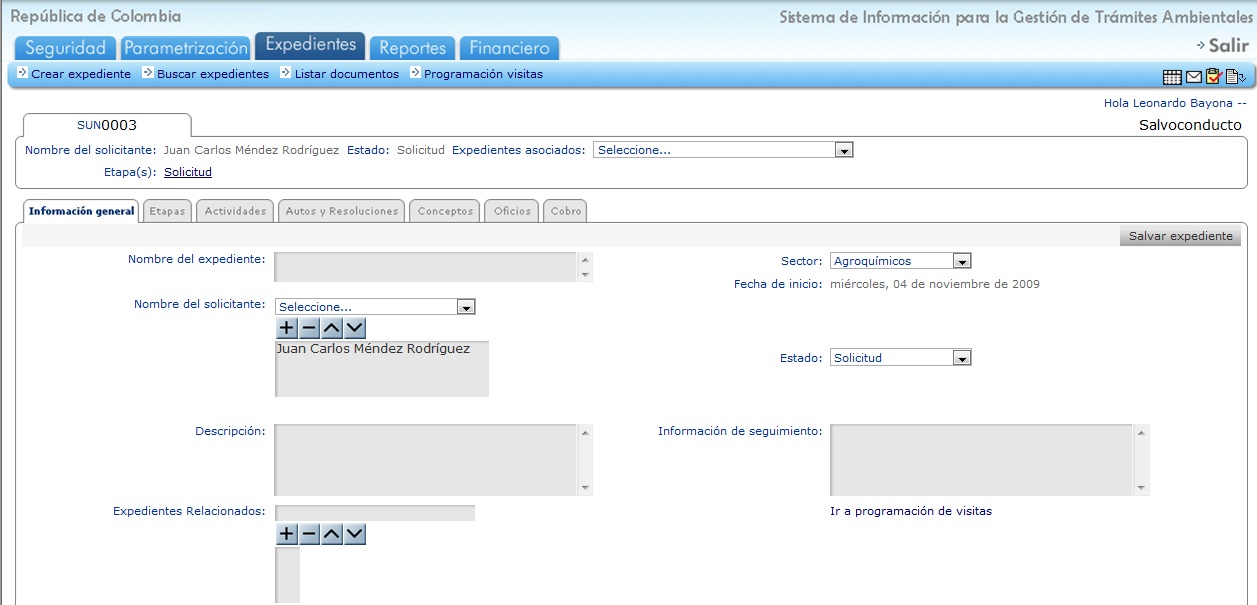 República de Colombia
Sistema de Información para la Gestión de Trámites Ambientales
Seguridad Parametrización Expedientes Reportes Financiero
Salir
Crear expediente Buscar expedientes Listar documentos Programación visitas
Hola Leonardo Bayona --
SUN0003
Salvoconducto
Nombre del solicitante: Juan Carlos Méndez Rodríguez Estado: Solicitud Expedientes asociados: Seleccione...
Etapa(s): Solicitud
Información general Etapas Actividades Autos y Resoluciones Conceptos Oficios Cobro
Salvar expediente
Nombre del expediente:
Sector: Agroquímicos
Fecha de inicio: miércoles, 04 de noviembre de 2009
Nombre del solicitante: Seleccione...
Juan Carlos Méndez Rodríguez
Estado: Solicitud
Descripción:
Información de seguimiento:
Expedientes Relacionados:
Ir a programación de visitas